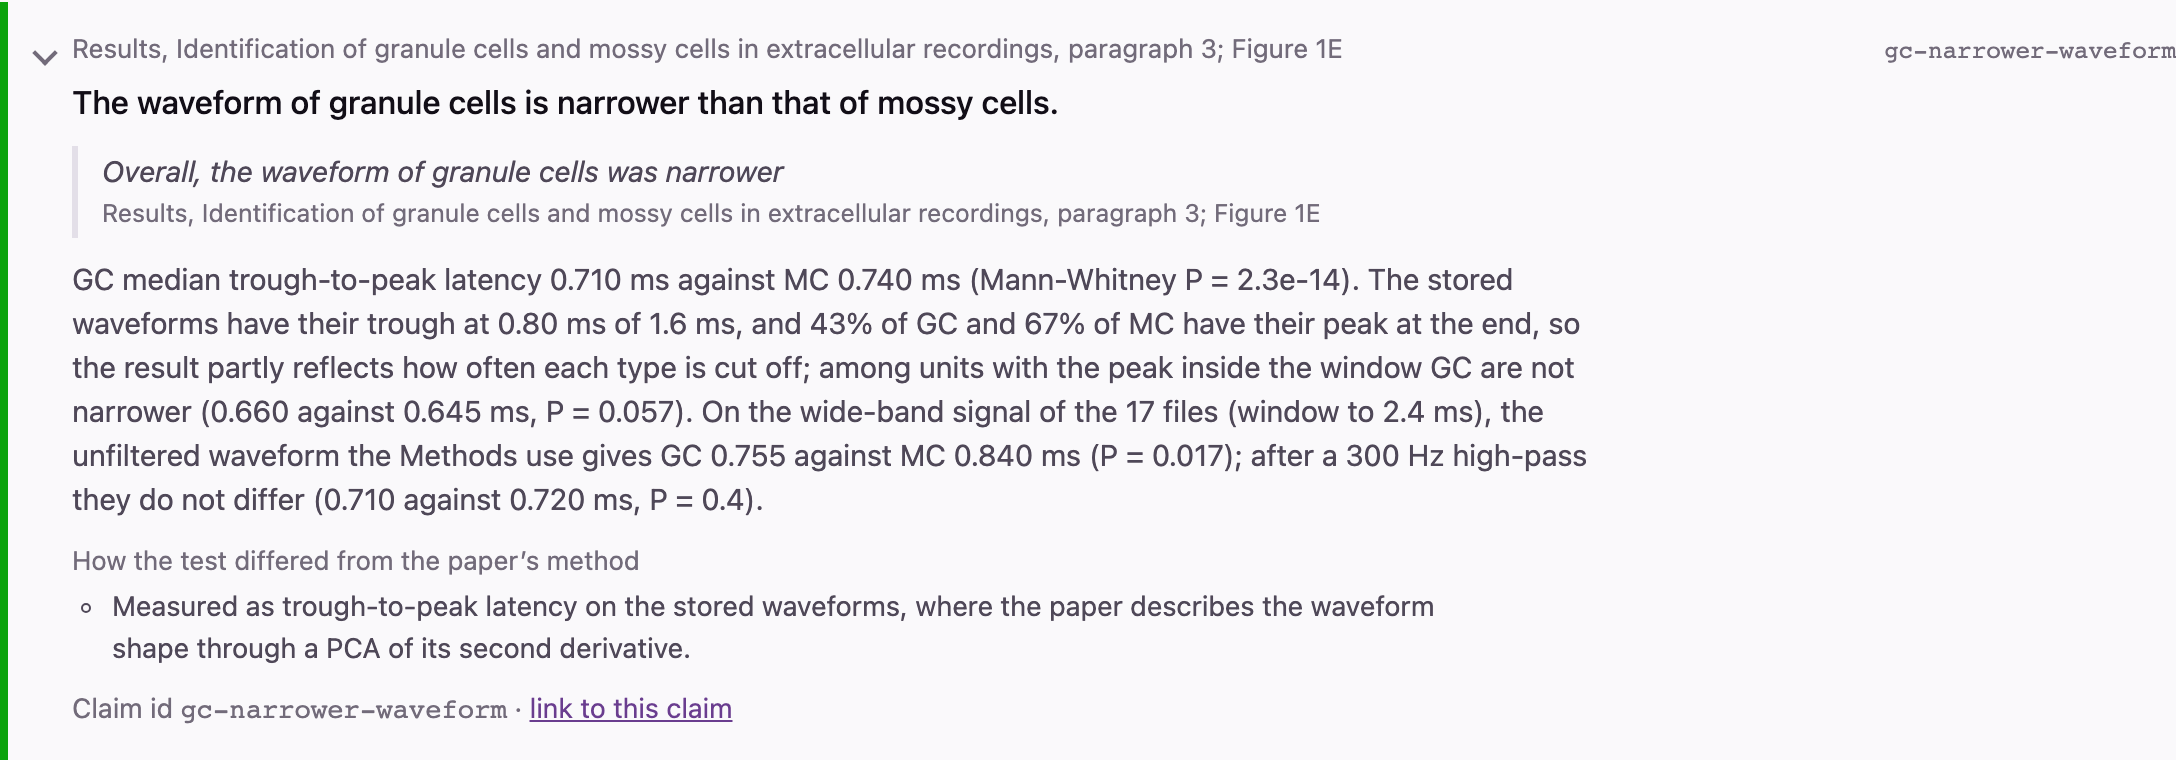 Results, Identification of granule cells and mossy cells in extracellular recordings, paragraph 3; Figure 1E
gc-narrower-waveform
The waveform of granule cells is narrower than that of mossy cells.
Overall, the waveform of granule cells was narrower
Results, Identification of granule cells and mossy cells in extracellular recordings, paragraph 3; Figure 1E
GC median trough-to-peak latency 0.710 ms against MC 0.740 ms (Mann-Whitney P = 2.3e-14). The stored
waveforms have their trough at 0.80 ms of 1.6 ms, and 43% of GC and 67% of MC have their peak at the end, so
the result partly reflects how often each type is cut off; among units with the peak inside the window GC are not
narrower (0.660 against 0.645 ms, P = 0.057). On the wide-band signal of the 17 files (window to 2.4 ms), the
unfiltered waveform the Methods use gives GC 0.755 against MC 0.840 ms (P = 0.017); after a 300 Hz high-pass
they do not differ (0.710 against 0.720 ms, P = 0.4).
How the test differed from the paper’s method
◦ Measured as trough-to-peak latency on the stored waveforms, where the paper describes the waveform
shape through a PCA of its second derivative.
Claim id gc-narrower-waveform · link to this claim